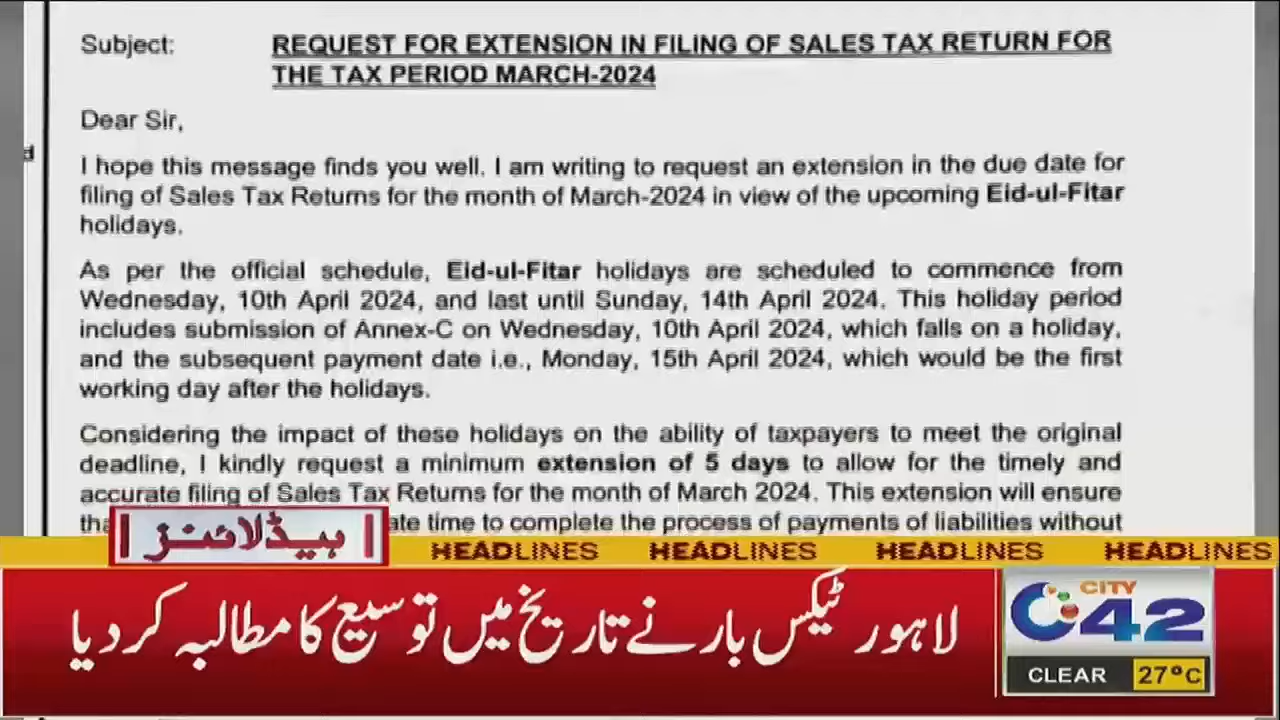 Subject: REQUEST FOR EXTENSION IN FILING OF SALES TAX RETURN FOR
THE TAX PERIOD MARCH-2024
Dear Sir,
I hope this message finds you well. I am writing to request an extension in the due date for
filing of Sales Tax Returns for the month of March-2024 in view of the upcoming Eid-ul-Fitar
holidays.
As per the official schedule, Eid-ul-Fitar holidays are scheduled to commence from
Wednesday, 10th April 2024, and last until Sunday, 14th April 2024. This holiday period
includes submission of Annex-C on Wednesday, 10th April 2024, which falls on a holiday,
and the subsequent payment date i.e., Monday, 15th April 2024, which would be the first
working day after the holidays.
Considering the impact of these holidays on the ability of taxpayers to meet the original
deadline, I kindly request a minimum extension of 5 days to allow for the timely and
accurate filing of Sales Tax Returns for the month of March 2024. This extension will ensure
time to complete the process of payments of liabilities without
ہیڈلائنز
HEADLINES HEADLINES HEADLINES HEADLINES
لاہور ٹیکس بار نے تاریخ میں توسیع کا مطالبہ کردیا
CITY
42
CLEAR 27°C